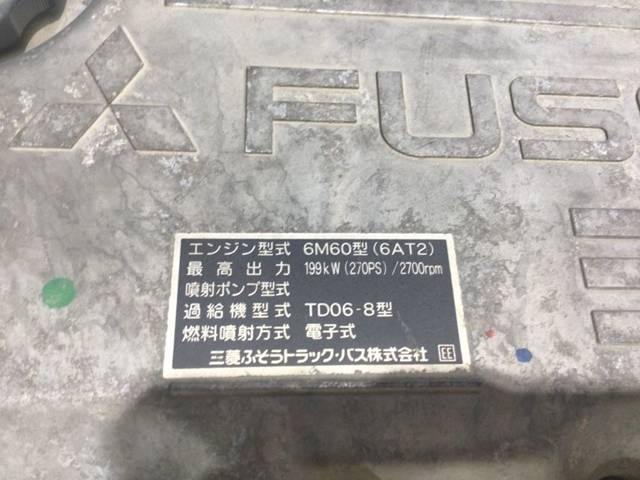 FUS
エンジン型式 6M60型(6AT2)
最高出力 199kW(270PS)/2700rpm
噴射ポンプ型式
過給機型式 TD06-8型
燃料噴射方式 電子式
三菱ふそうトラック・バス株式会社 EE